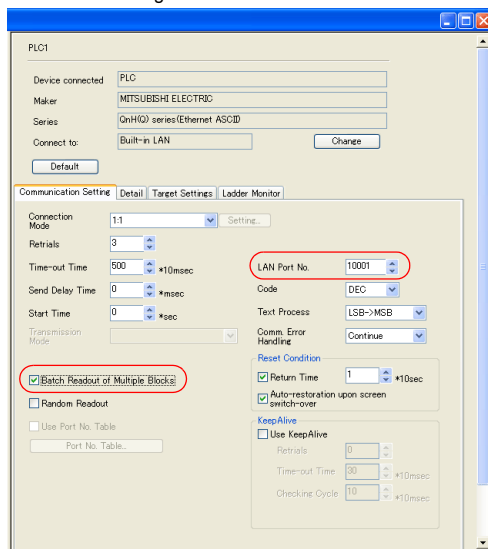 PLC1
Device connected PLC
Maker MITSUBISHI ELECTRIC
Series QnH(Q) series(Ethernet ASCII)
Connect to: Built-in LAN Change
Default
Communication Setting Detail Target Settings Ladder Monitor
Connection Mode 1:1 Setting...
Retrials 3
Time-out Time 500 *10msec
Send Delay Time 0 *msec
Start Time 0 *sec
Transmission Mode
Batch Readout of Multiple Blocks
Random Readout
Use Port No. Table
Port No. Table...
LAN Port No. 10001
Code DEC
Text Process LSB->MSB
Comm. Error Handling Continue
Reset Condition
Return Time 1 *10sec
Auto-restoration upon screen
switch-over
KeepAlive
Use KeepAlive
Retrials 0
Time-out Time 30 *10msec
Checking Cycle 10 *10msec